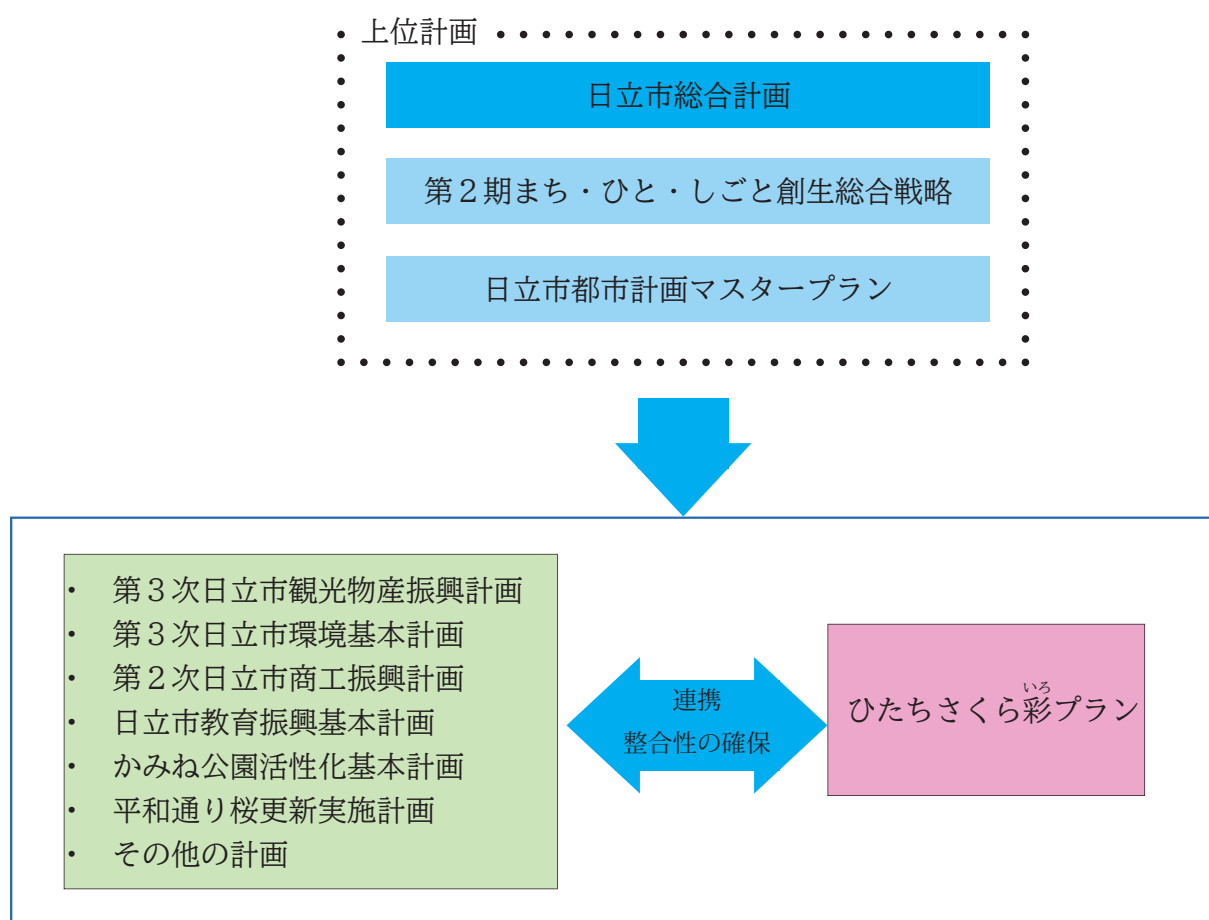 上位計画
日立市総合計画
第２期まち・ひと・しごと創生総合戦略
日立市都市計画マスタープラン
・ 第３次日立市観光物産振興計画
・ 第３次日立市環境基本計画
・ 第２次日立市商工振興計画
・ 日立市教育振興基本計画
・ かみね公園活性化基本計画
・ 平和通り桜更新実施計画
・ その他の計画
連携
整合性の確保
いろ
ひたちさくら彩プラン